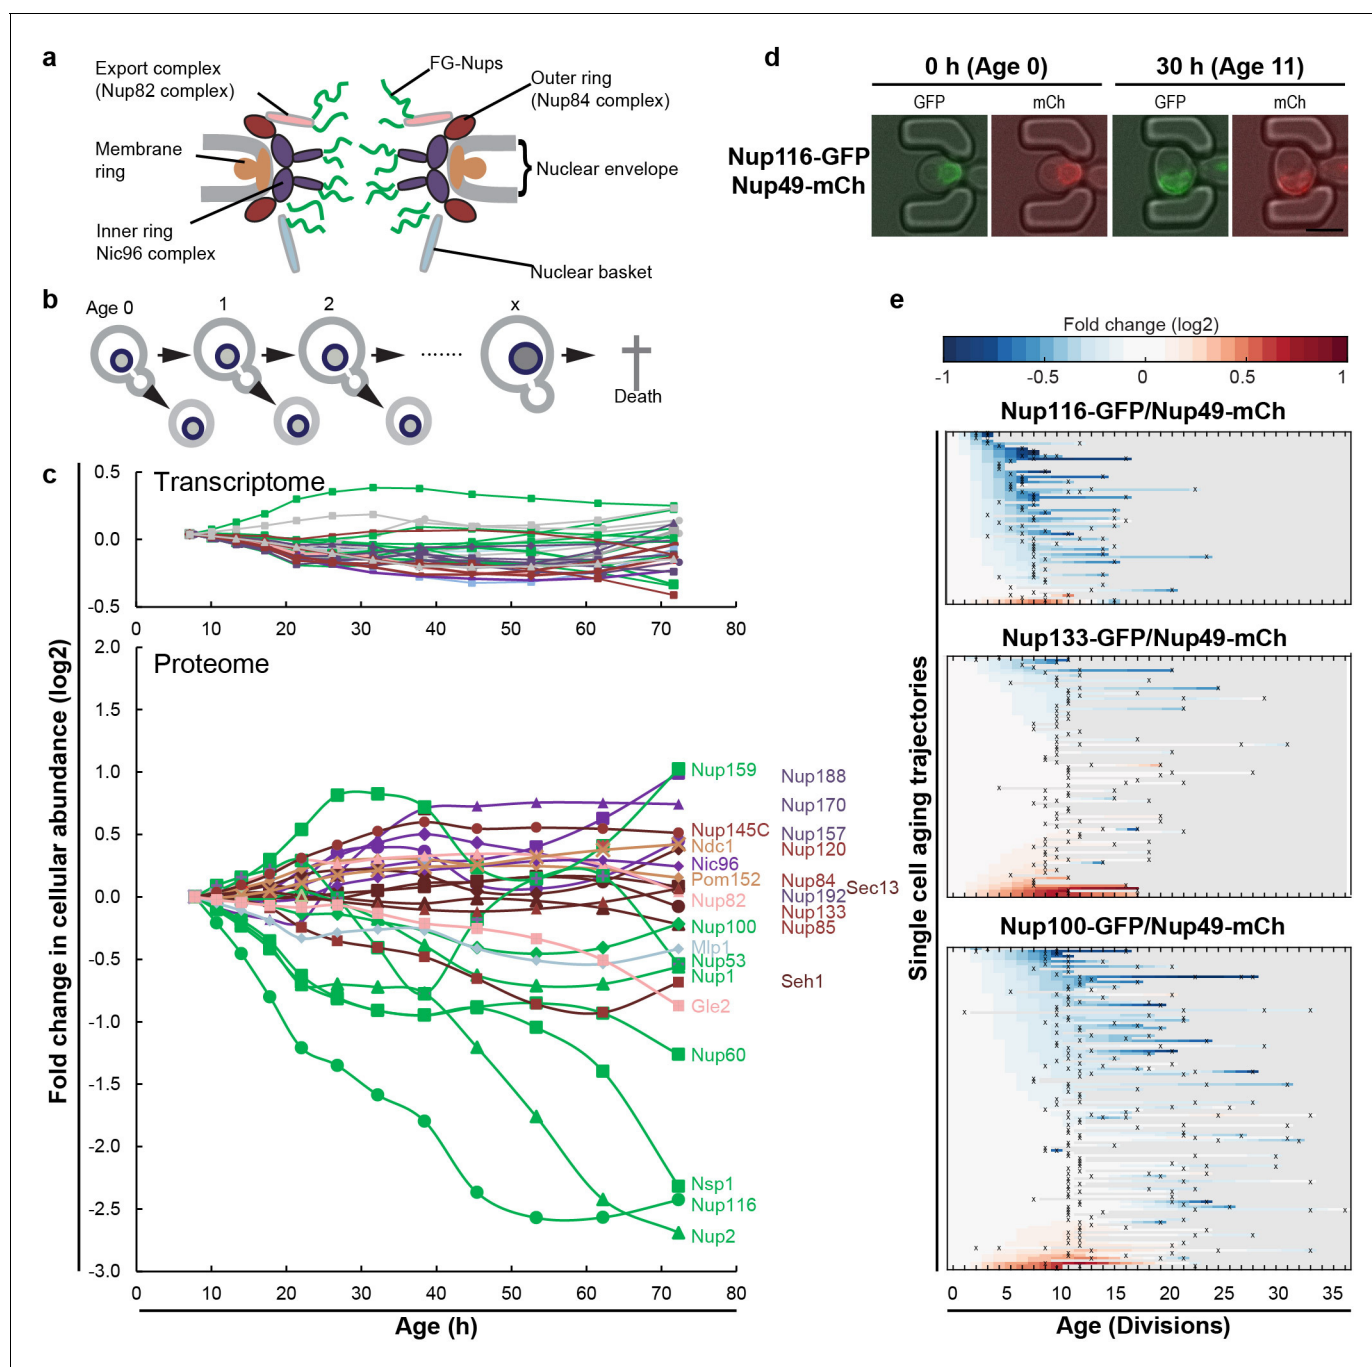 a
Export complex
(Nup82 complex)
FG-Nups
Outer ring
(Nup84 complex)
Membrane
ring
Nuclear envelope
Inner ring
Nic96 complex
Nuclear basket
b
Age 0
1
2
x
Death
c
Transcriptome
0.5
0.0
-0.5
0 10 20 30 40 50 60 70 80
Proteome
2.0
1.5
1.0
0.5
0.0
-0.5
-1.0
-1.5
-2.0
-2.5
-3.0
Fold change in cellular abundance (log2)
Nup159
Nup188
Nup170
Nup145C
Nup157
Ndc1
Nup120
Nic96
Pom152
Nup84
Sec13
Nup82
Nup192
Nup133
Nup100
Nup85
Mlp1
Nup53
Nup1
Seh1
Gle2
Nup60
Nsp1
Nup116
Nup2
0 10 20 30 40 50 60 70 80
Age (h)
d
0 h (Age 0)
30 h (Age 11)
GFP
mCh
GFP
mCh
Nup116-GFP
Nup49-mCh
e
Fold change (log2)
-1 -0.5 0 0.5 1
Nup116-GFP/Nup49-mCh
Nup133-GFP/Nup49-mCh
Nup100-GFP/Nup49-mCh
Single cell aging trajectories
0 5 10 15 20 25 30 35
Age (Divisions)